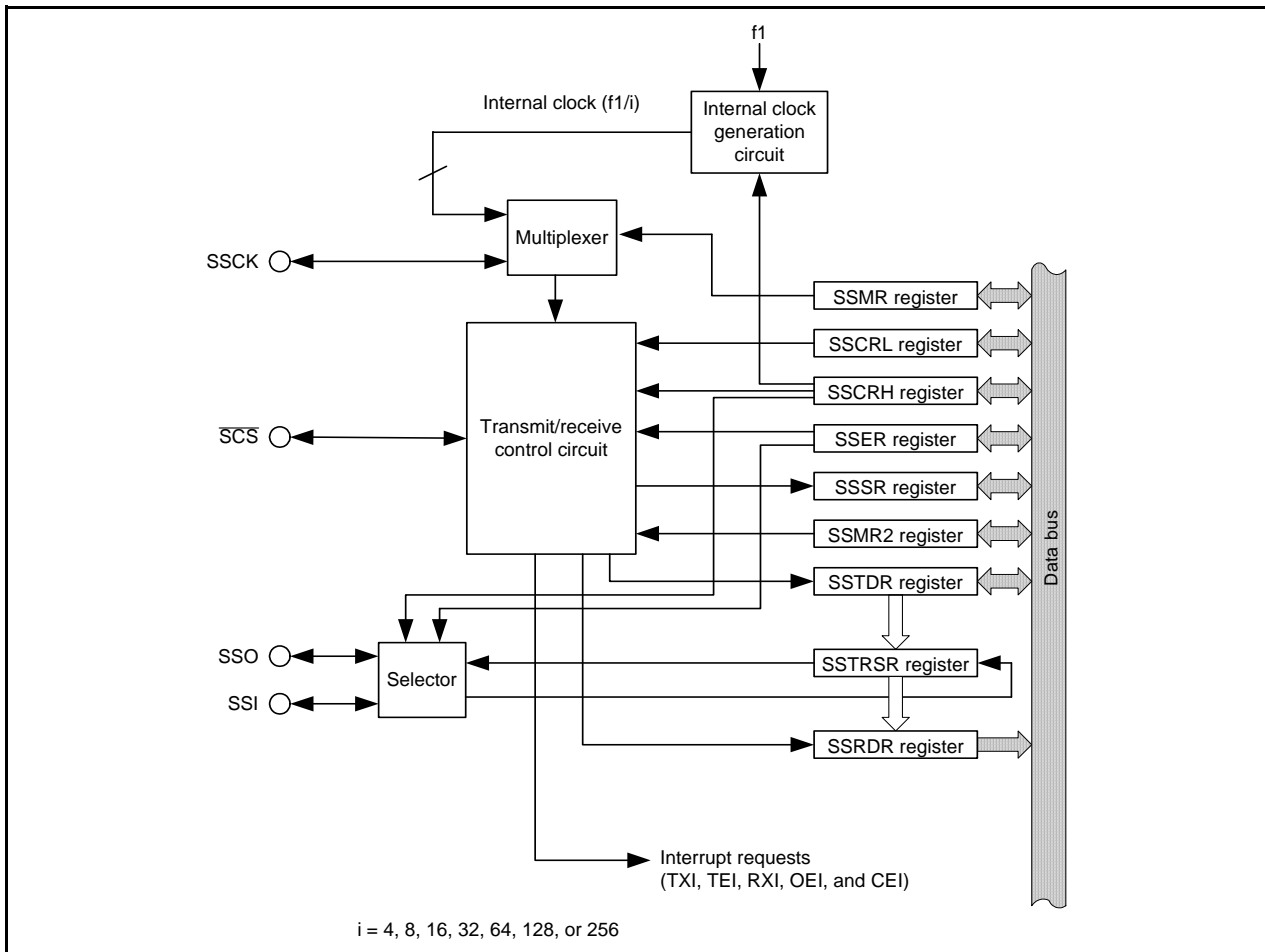 f1
Internal clock (f1/i)
Internal clock
generation
circuit
Multiplexer
SSCK
SSMR register
SSCRL register
SSCRH register
SCS
Transmit/receive
control circuit
SSER register
SSSR register
SSMR2 register
SSTDR register
Data bus
SSO
SSI
Selector
SSTRSR register
SSRDR register
Interrupt requests
(TXI, TEI, RXI, OEI, and CEI)
i = 4, 8, 16, 32, 64, 128, or 256